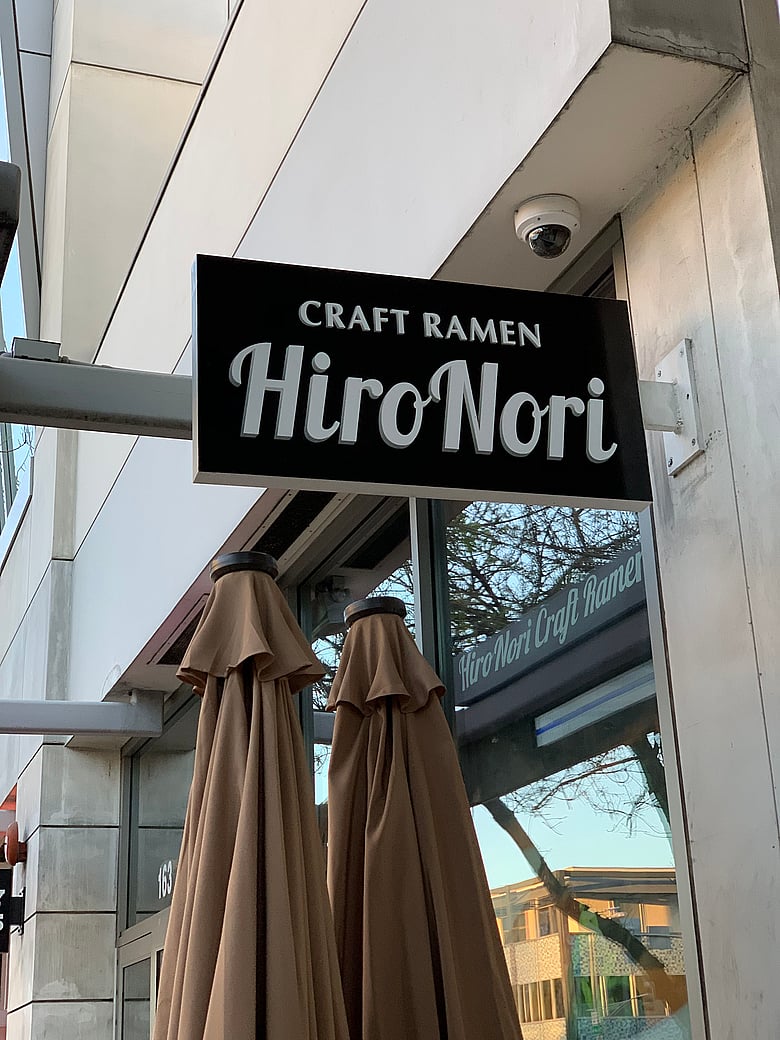 CRAFT RAMEN
HiroNori
Hiro Nori Craft Ramen
163